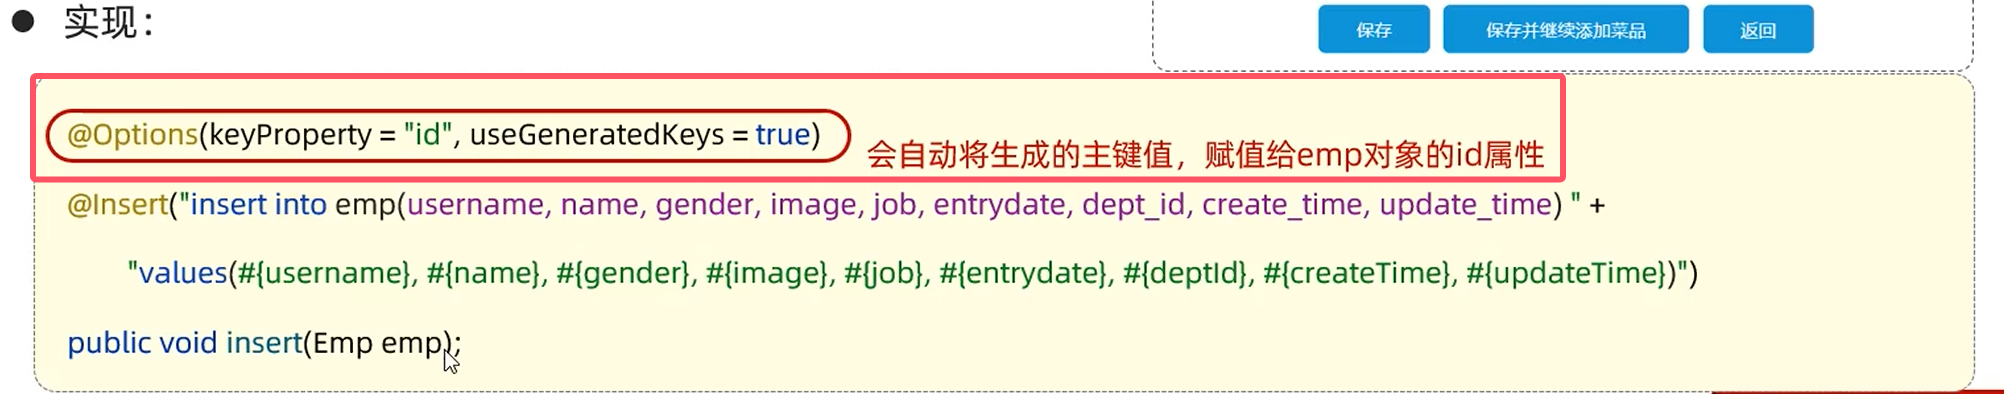 ● 实现：
保存 保存并继续添加菜品 返回
@Options(keyProperty = "id", useGeneratedKeys = true)
会自动将生成的主键值，赋值给emp对象的id属性
@Insert("insert into emp(username, name, gender, image, job, entrydate, dept_id, create_time, update_time) " +
"values(#{username}, #{name}, #{gender}, #{image}, #{job}, #{entrydate}, #{deptId}, #{createTime}, #{updateTime})")
public void insert(Emp emp);